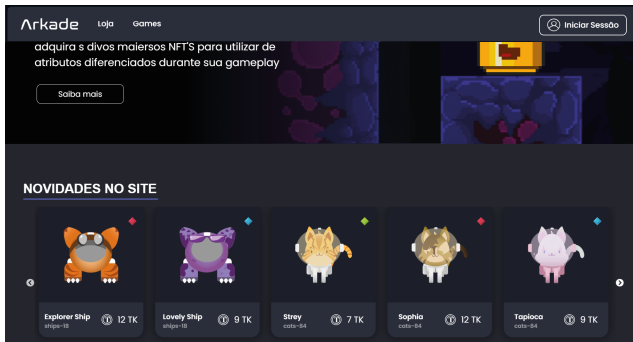 Arkade
Loja
Games
Iniciar Sessão
adquira s divos maiersos NFT'S para utilizar de
atributos diferenciados durante sua gameplay
Saiba mais
NOVIDADES NO SITE
Explorer Ship
ships-18
12 TK
Lovely Ship
ships-18
9 TK
Strey
cats-84
7 TK
Sophia
cats-84
12 TK
Tapioca
cats-84
9 TK